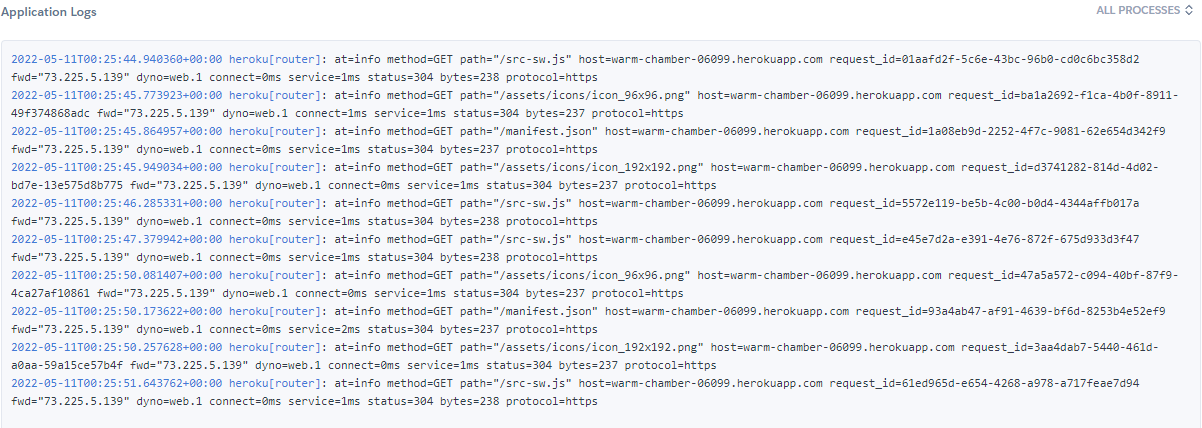 Application Logs
ALL PROCESSES
2022-05-11T00:25:44.940360+00:00 heroku[router]: at=info method=GET path="/src-sw.js" host=warm-chamber-06099.herokuapp.com request_id=01aafd2f-5c6e-43bc-96b0-cd0c6bc358d2
fwd="73.225.5.139" dyno=web.1 connect=0ms service=1ms status=304 bytes=238 protocol=https
2022-05-11T00:25:45.773923+00:00 heroku[router]: at=info method=GET path="/assets/icons/icon_96x96.png" host=warm-chamber-06099.herokuapp.com request_id=ba1a2692-f1ca-4b0f-8911-
49f374868adc fwd="73.225.5.139" dyno=web.1 connect=1ms service=1ms status=304 bytes=237 protocol=https
2022-05-11T00:25:45.864957+00:00 heroku[router]: at=info method=GET path="/manifest.json" host=warm-chamber-06099.herokuapp.com request_id=1a08eb9d-2252-4f7c-9081-62e654d342f9
fwd="73.225.5.139" dyno=web.1 connect=0ms service=1ms status=304 bytes=237 protocol=https
2022-05-11T00:25:45.949034+00:00 heroku[router]: at=info method=GET path="/assets/icons/icon_192x192.png" host=warm-chamber-06099.herokuapp.com request_id=d3741282-814d-4d02-
bd7e-13e575d8b775 fwd="73.225.5.139" dyno=web.1 connect=0ms service=1ms status=304 bytes=237 protocol=https
2022-05-11T00:25:46.285331+00:00 heroku[router]: at=info method=GET path="/src-sw.js" host=warm-chamber-06099.herokuapp.com request_id=5572e119-be5b-4c00-b0d4-4344affb017a
fwd="73.225.5.139" dyno=web.1 connect=0ms service=1ms status=304 bytes=238 protocol=https
2022-05-11T00:25:47.379942+00:00 heroku[router]: at=info method=GET path="/src-sw.js" host=warm-chamber-06099.herokuapp.com request_id=e45e7d2a-e391-4e76-872f-675d933d3f47
fwd="73.225.5.139" dyno=web.1 connect=0ms service=1ms status=304 bytes=238 protocol=https
2022-05-11T00:25:50.081407+00:00 heroku[router]: at=info method=GET path="/assets/icons/icon_96x96.png" host=warm-chamber-06099.herokuapp.com request_id=47a5a572-c094-40bf-87f9-
4ca27af10861 fwd="73.225.5.139" dyno=web.1 connect=0ms service=1ms status=304 bytes=237 protocol=https
2022-05-11T00:25:50.173622+00:00 heroku[router]: at=info method=GET path="/manifest.json" host=warm-chamber-06099.herokuapp.com request_id=93a4ab47-af91-4639-bf6d-8253b4e52ef9
fwd="73.225.5.139" dyno=web.1 connect=0ms service=2ms status=304 bytes=237 protocol=https
2022-05-11T00:25:50.257628+00:00 heroku[router]: at=info method=GET path="/assets/icons/icon_192x192.png" host=warm-chamber-06099.herokuapp.com request_id=3aa4dab7-5440-461d-
a0aa-59a15ce57b4f fwd="73.225.5.139" dyno=web.1 connect=0ms service=1ms status=304 bytes=237 protocol=https
2022-05-11T00:25:51.643762+00:00 heroku[router]: at=info method=GET path="/src-sw.js" host=warm-chamber-06099.herokuapp.com request_id=61ed965d-e654-4268-a978-a717feae7d94
fwd="73.225.5.139" dyno=web.1 connect=0ms service=1ms status=304 bytes=238 protocol=https